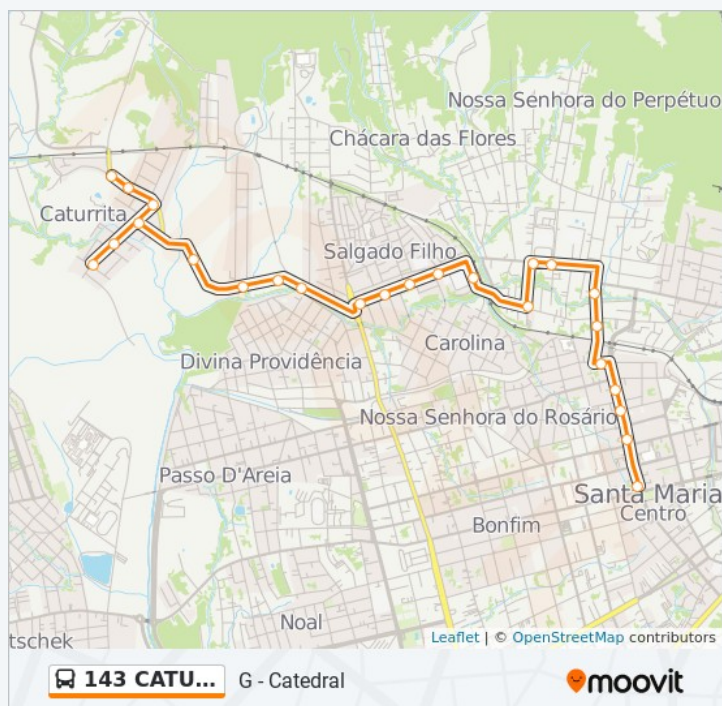 Nossa Senhora do Perpétuo
Chácara das Flores
Caturrita
Salgado Filho
Carolina
Divina Providência
Nossa Senhora do Rosário
Passo D'Areia
Santa Maria
Centro
Bonfim
Noal
tschek
Leaflet | © OpenStreetMap contributors
143 CATU... G - Catedral
moovit